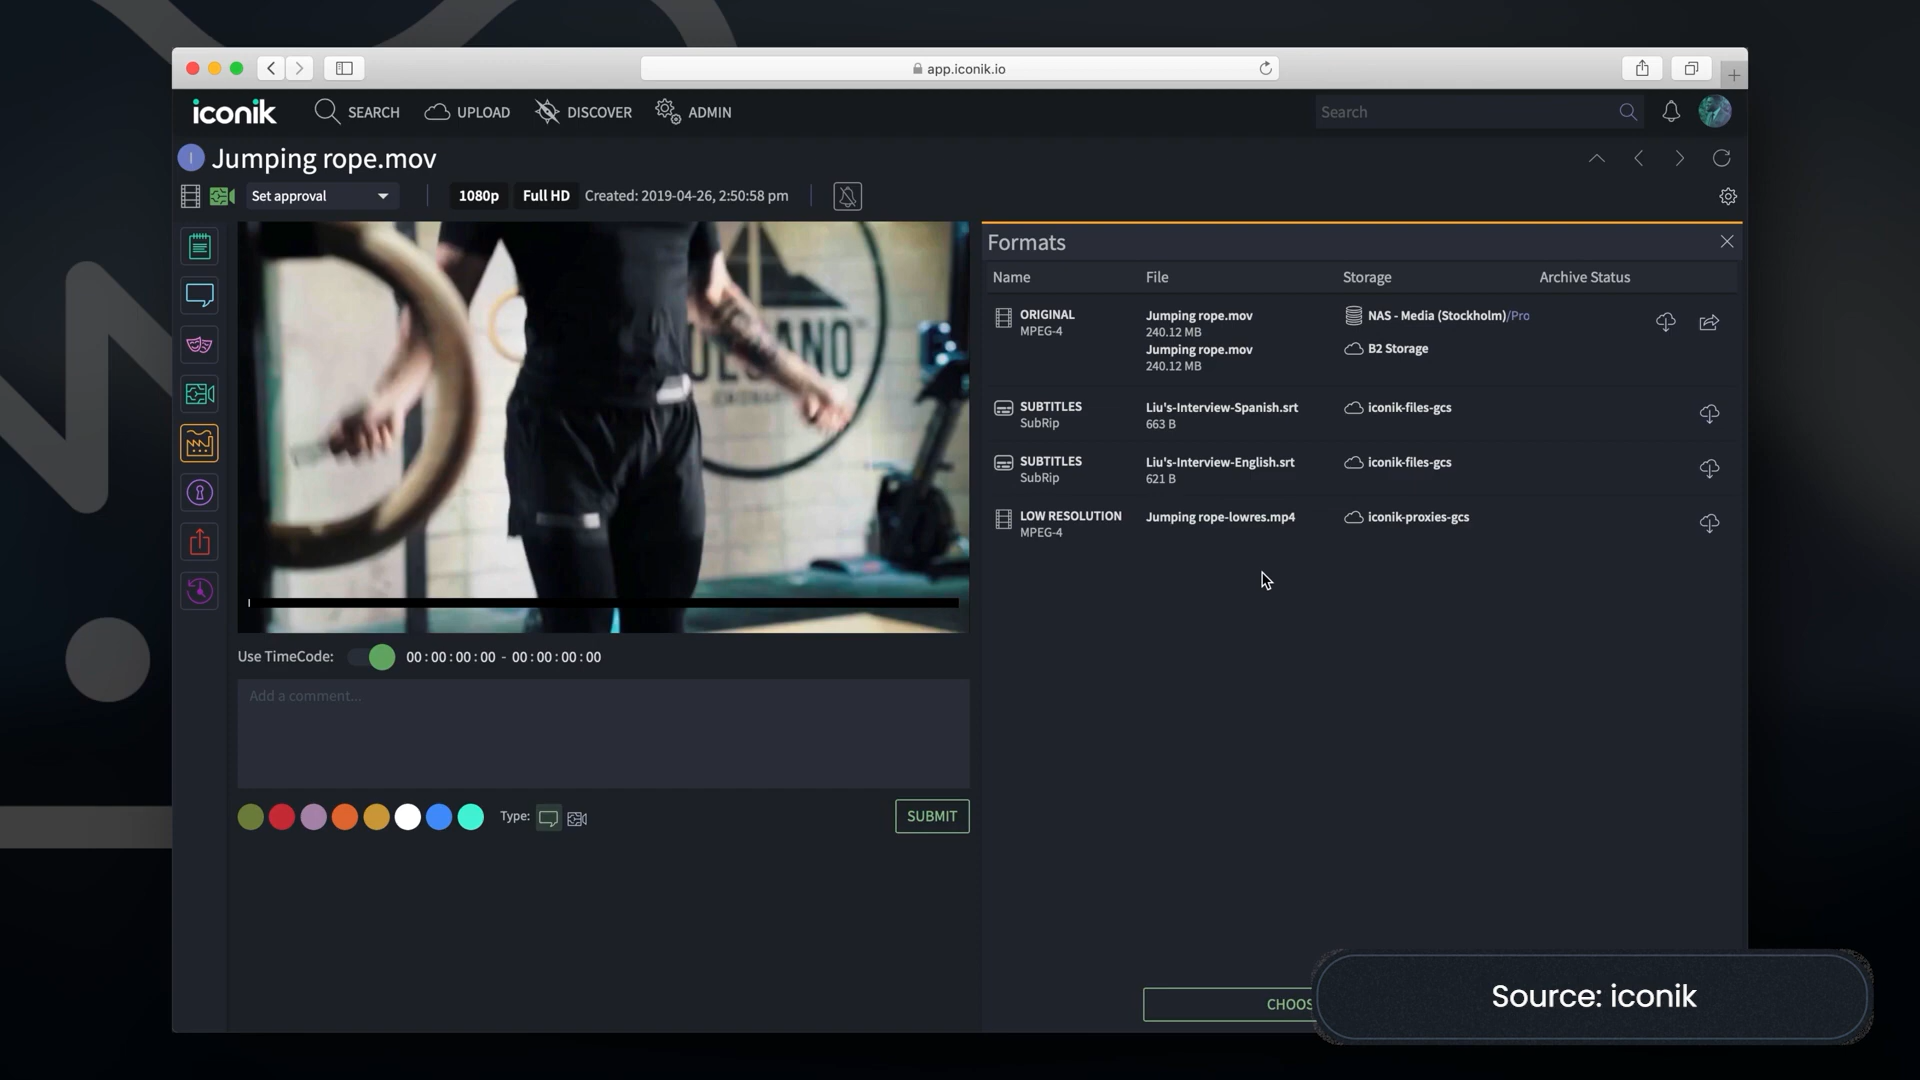 app.iconik.io
iconik SEARCH UPLOAD DISCOVER ADMIN Search
I Jumping rope.mov
Set approval 1080p Full HD Created: 2019-04-26, 2:50:58 pm
Formats
Name File Storage Archive Status
ORIGINAL Jumping rope.mov NAS - Media (Stockholm)/Pro
MPEG-4 240.12 MB
Jumping rope.mov B2 Storage
240.12 MB
SUBTITLES Liu's-Interview-Spanish.srt iconik-files-gcs
SubRip 663 B
SUBTITLES Liu's-Interview-English.srt iconik-files-gcs
SubRip 621 B
LOW RESOLUTION Jumping rope-lowres.mp4 iconik-proxies-gcs
MPEG-4
Use TimeCode: 00:00:00:00 - 00:00:00:00
Add a comment...
Type: SUBMIT
CHOOS
Source: iconik